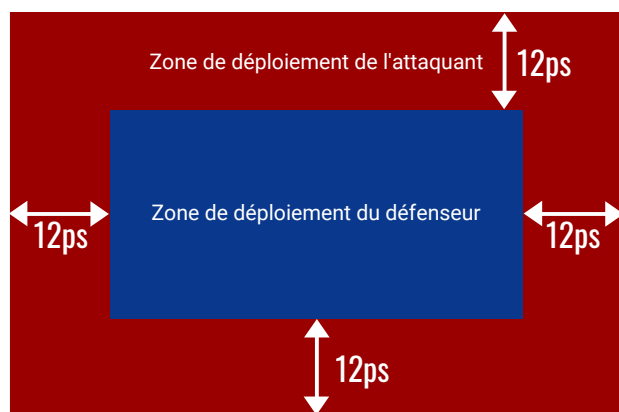 Zone de déploiement de l'attaquant
12ps
Zone de déploiement du défenseur
12ps
12ps
12ps